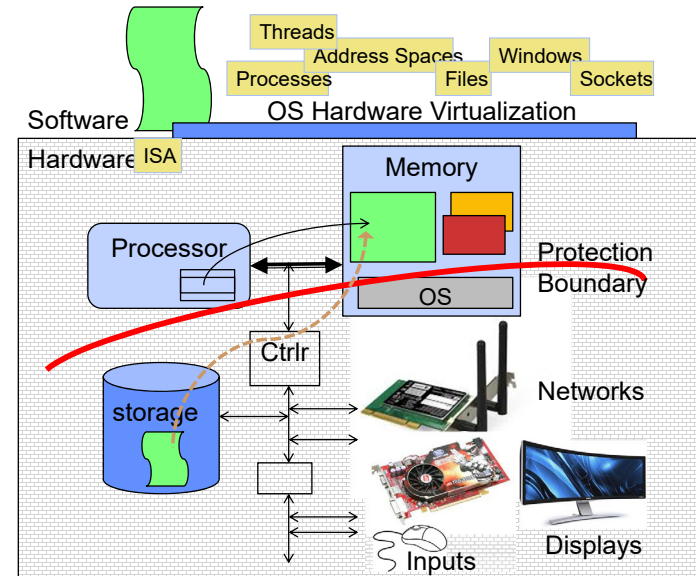 Threads
Address Spaces
Windows
Processes
Files
Sockets
OS Hardware Virtualization
Software
Hardware
ISA
Memory
Processor
Protection
Boundary
OS
Ctrlr
Networks
storage
Displays
Inputs